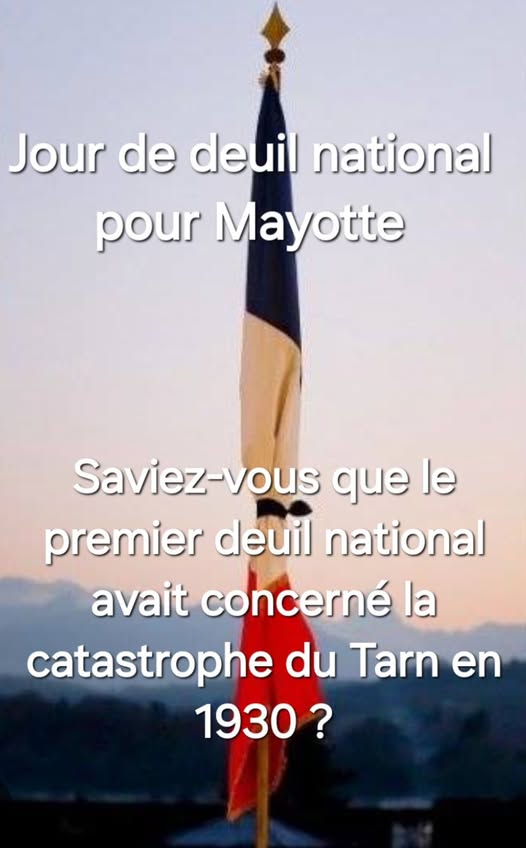 Jour de deuil national
pour Mayotte
Saviez-vous que le
premier deuil national
avait concerné la
catastrophe du Tarn en
1930 ?